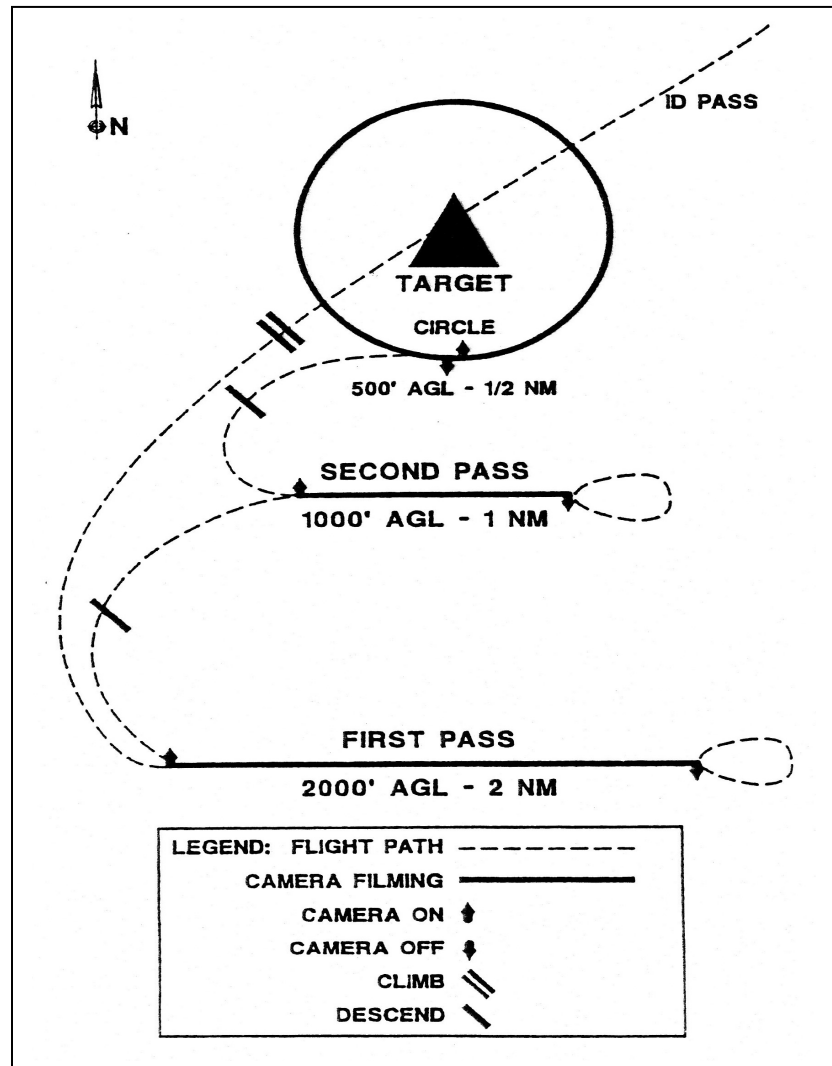 N
ID PASS
TARGET
CIRCLE
500' AGL - 1/2 NM
SECOND PASS
1000' AGL - 1 NM
FIRST PASS
2000' AGL - 2 NM
LEGEND: FLIGHT PATH
CAMERA FILMING
CAMERA ON
CAMERA OFF
CLIMB
DESCEND